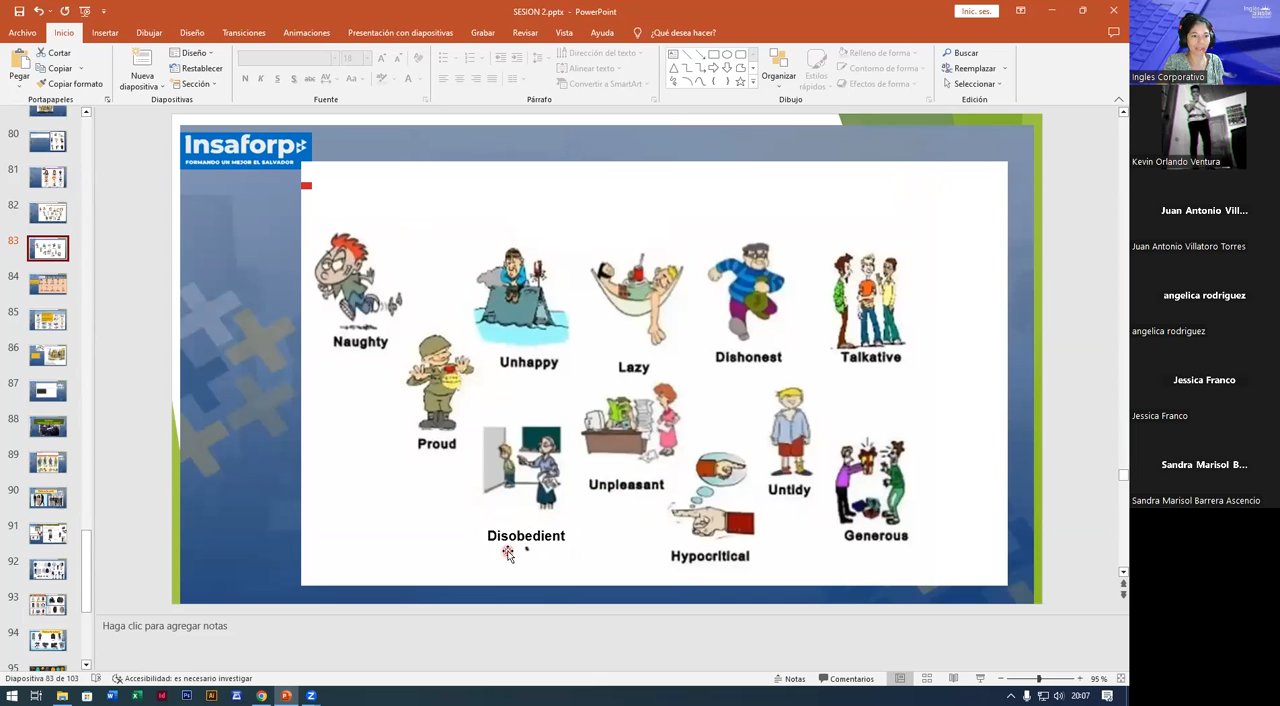 SESION 2.pptx - PowerPoint
Inic. ses.
Archivo Inicio Insertar Dibujar Diseño Transiciones Animaciones Presentación con diapositivas Grabar Revisar Vista Ayuda ¿Qué desea hacer?
Pegar
Cortar
Copiar
Copiar formato
Portapapeles
Nueva diapositiva
Diseño
Restablecer
Sección
Diapositivas
18
N K S S abc AV Aa A
Fuente
Dirección del texto
Alinear texto
Convertir a SmartArt
Párrafo
Organizar
Estilos rápidos
Relleno de forma
Contorno de forma
Efectos de forma
Dibujo
Buscar
Reemplazar
Seleccionar
Edición
80
81
82
83
84
85
86
87
88
89
90
91
92
93
94
95
Insaforp
FORMANDO UN MEJOR EL SALVADOR
Naughty
Unhappy
Lazy
Dishonest
Talkative
Proud
Unpleasant
Untidy
Disobedient
Hypocritical
Generous
Haga clic para agregar notas
Diapositiva 83 de 103
Accesibilidad: es necesario investigar
Notas
Comentarios
95 %
20:07
Ingles Corporativo
Kevin Orlando Ventura
Juan Antonio Vill...
Juan Antonio Villatoro Torres
angelica rodriguez
angelica rodriguez
Jessica Franco
Jessica Franco
Sandra Marisol B...
Sandra Marisol Barrera Ascencio